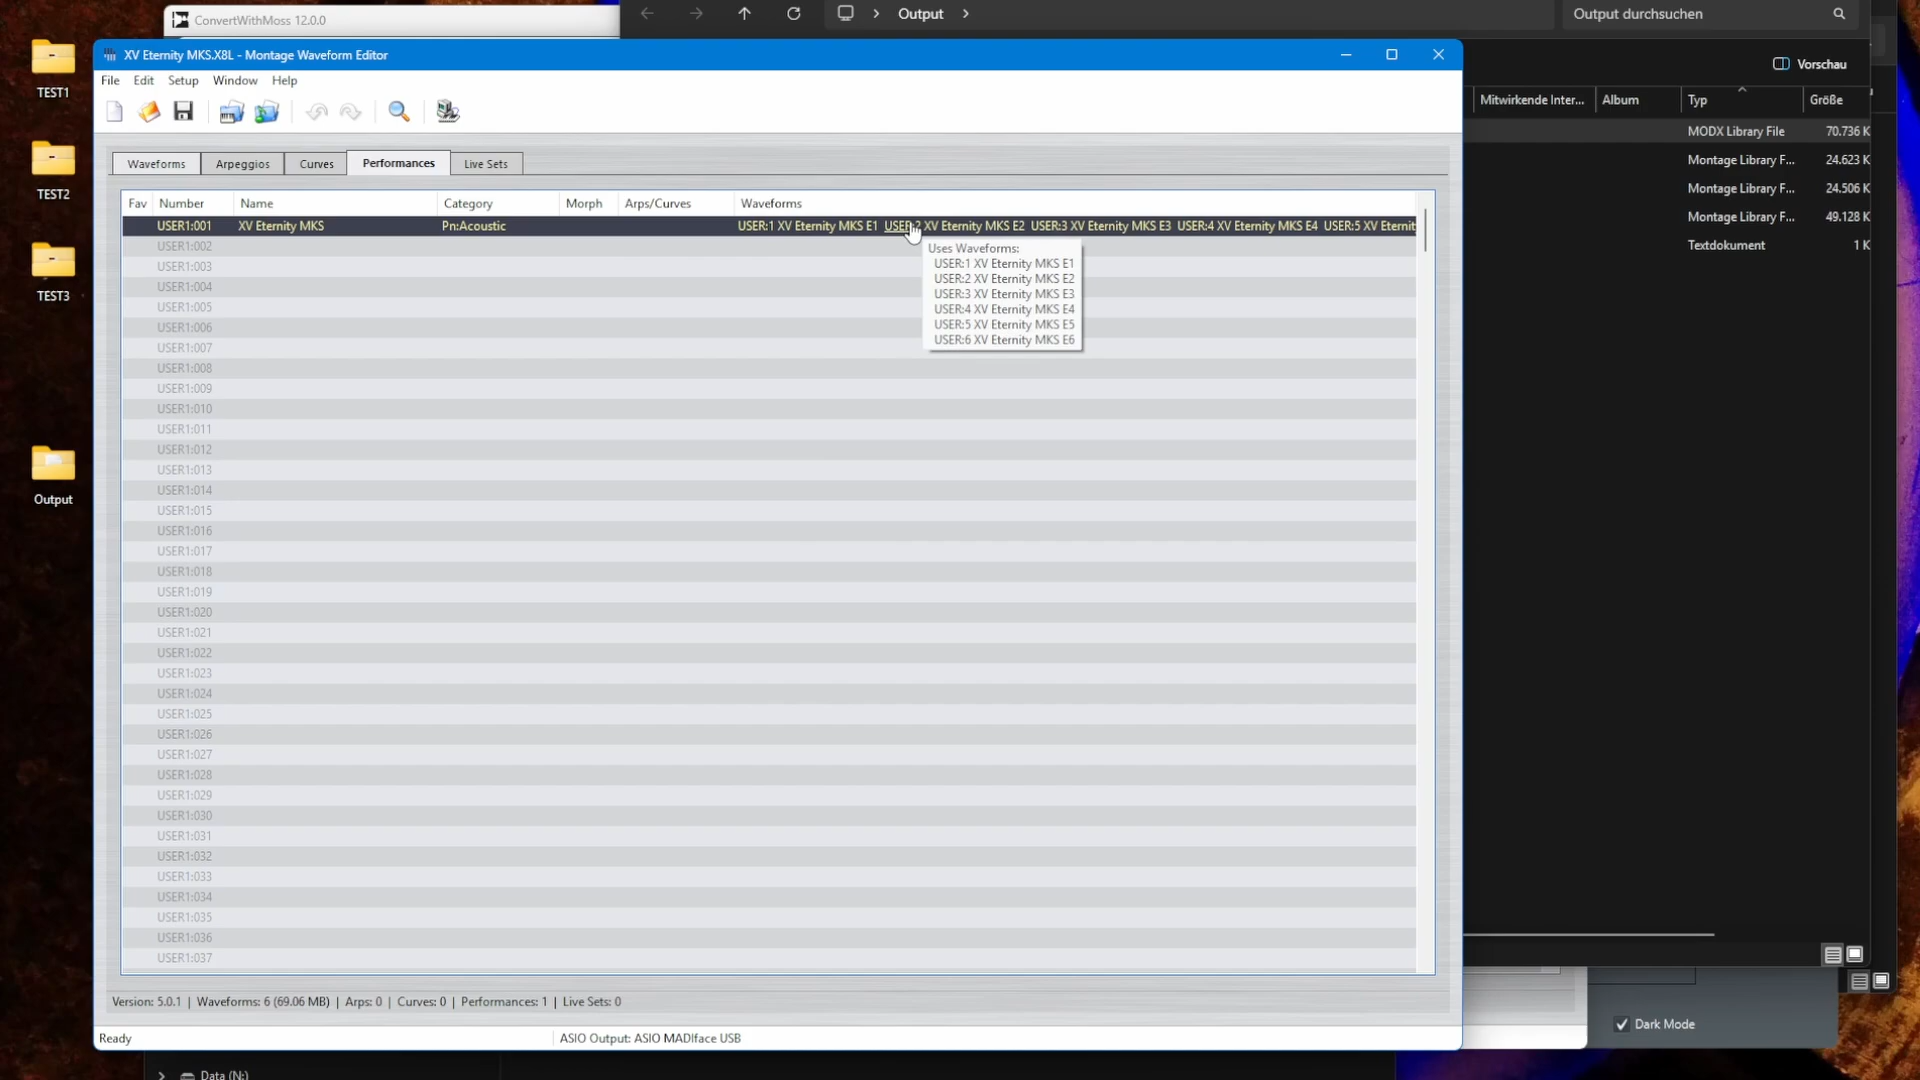 ConvertWithMoss 12.0.0
Output
Output durchsuchen
XV Eternity MKS.X8L - Montage Waveform Editor
File Edit Setup Window Help
Vorschau
Mitwirkende Inter... Album Typ Größe
MODX Library File 70.736 K
Montage Library F... 24.623 K
Montage Library F... 24.506 K
Montage Library F... 49.128 K
Textdokument 1 K
TEST1
TEST2
TEST3
Output
Waveforms Arpeggios Curves Performances Live Sets
Fav Number Name Category Morph Arps/Curves Waveforms
USER1:001 XV Eternity MKS Pn:Acoustic USER:1 XV Eternity MKS E1 USER:2 XV Eternity MKS E2 USER:3 XV Eternity MKS E3 USER:4 XV Eternity MKS E4 USER:5 XV Eternit
Uses Waveforms:
USER:1 XV Eternity MKS E1
USER:2 XV Eternity MKS E2
USER:3 XV Eternity MKS E3
USER:4 XV Eternity MKS E4
USER:5 XV Eternity MKS E5
USER:6 XV Eternity MKS E6
USER1:002
USER1:003
USER1:004
USER1:005
USER1:006
USER1:007
USER1:008
USER1:009
USER1:010
USER1:011
USER1:012
USER1:013
USER1:014
USER1:015
USER1:016
USER1:017
USER1:018
USER1:019
USER1:020
USER1:021
USER1:022
USER1:023
USER1:024
USER1:025
USER1:026
USER1:027
USER1:028
USER1:029
USER1:030
USER1:031
USER1:032
USER1:033
USER1:034
USER1:035
USER1:036
USER1:037
Version: 5.0.1 | Waveforms: 6 (69.06 MB) | Arps: 0 | Curves: 0 | Performances: 1 | Live Sets: 0
Ready
ASIO Output: ASIO MADIface USB
Dark Mode
Data (N:)